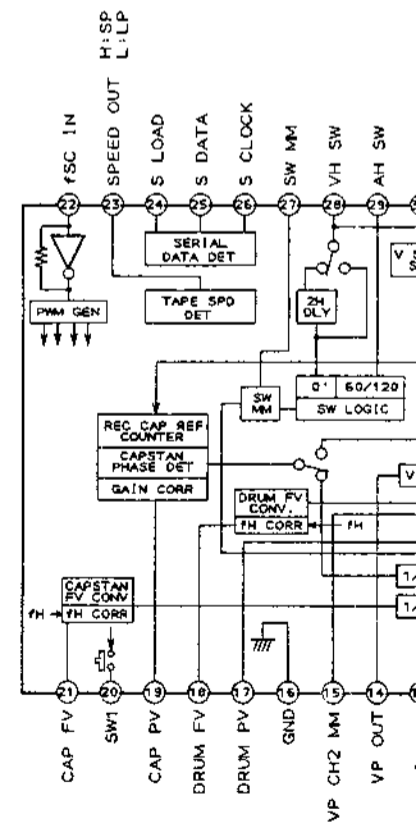 H:SP
L:LP
fSC IN
SPEED OUT
S LOAD
S DATA
S CLOCK
SW MM
VH SW
AH SW
22
23
24
25
26
27
28
29
SERIAL
DATA DET
V
S
PWM GEN
TAPE SPD
DET
2H
DLY
SW
MM
0' 60/120
SW LOGIC
REC CAP REF
COUNTER
CAPSTAN
PHASE DET
GAIN CORR
V
DRUM FV
CONV.
fH CORR
fH
1/
CAPSTAN
FV CONV
fH
fH CORR
1/
21
20
19
18
17
16
15
14
CAP FV
SW1
CAP PV
DRUM FV
DRUM PV
GND
VP CH2 MM
VP OUT